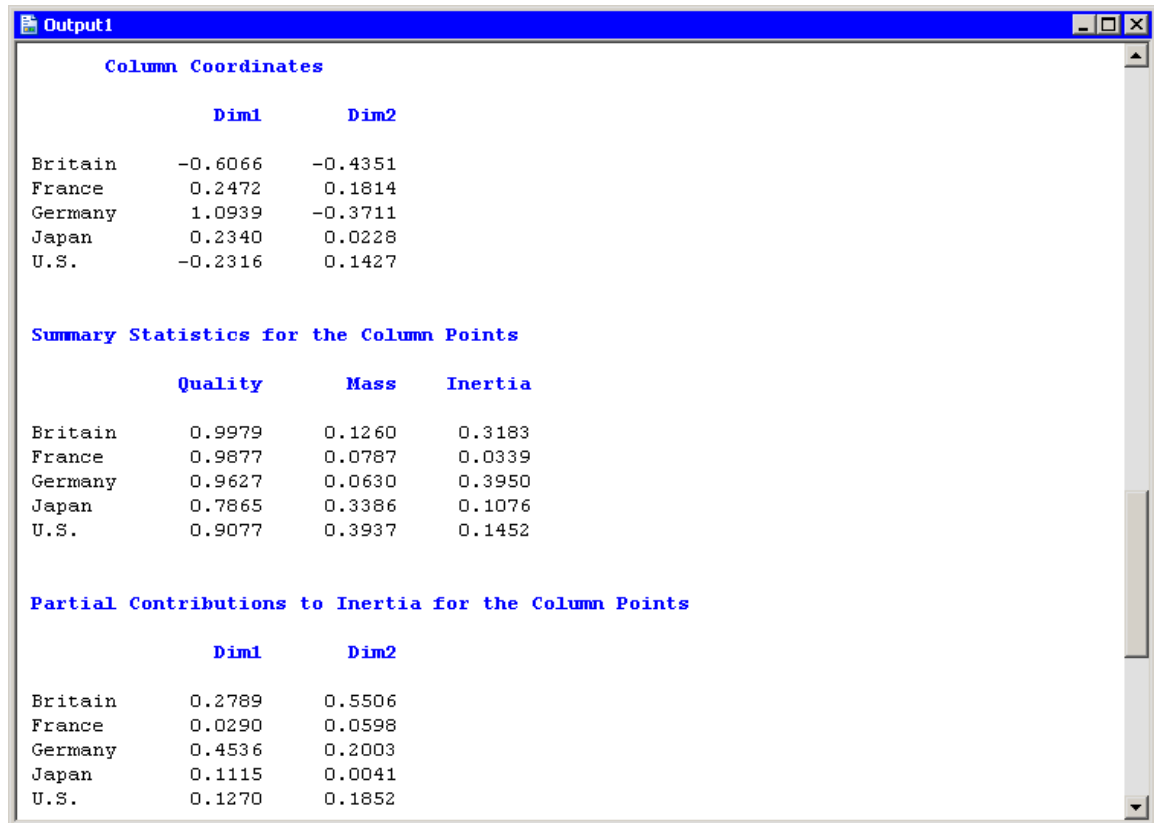 Output1
Column Coordinates
Dim1 Dim2
Britain -0.6066 -0.4351
France 0.2472 0.1814
Germany 1.0939 -0.3711
Japan 0.2340 0.0228
U.S. -0.2316 0.1427
Summary Statistics for the Column Points
Quality Mass Inertia
Britain 0.9979 0.1260 0.3183
France 0.9877 0.0787 0.0339
Germany 0.9627 0.0630 0.3950
Japan 0.7865 0.3386 0.1076
U.S. 0.9077 0.3937 0.1452
Partial Contributions to Inertia for the Column Points
Dim1 Dim2
Britain 0.2789 0.5506
France 0.0290 0.0598
Germany 0.4536 0.2003
Japan 0.1115 0.0041
U.S. 0.1270 0.1852